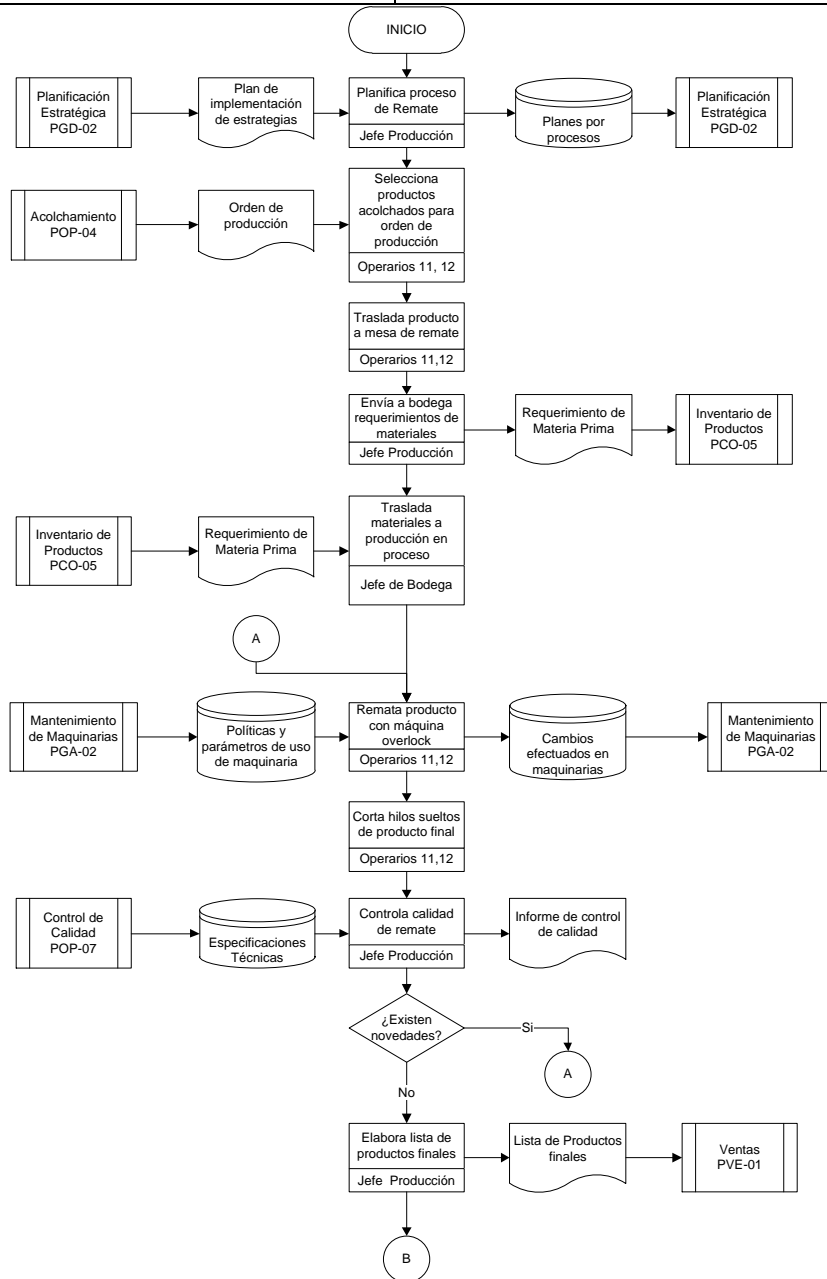 INICIO
Planificación
Estratégica
PGD-02
Plan de
implementación
de estrategias
Planifica proceso
de Remate
Jefe Producción
Planes por
procesos
Planificación
Estratégica
PGD-02
Acolchamiento
POP-04
Orden de
producción
Selecciona
productos
acolchados para
orden de
producción
Operarios 11, 12
Traslada producto
a mesa de remate
Operarios 11,12
Envía a bodega
requerimientos de
materiales
Jefe Producción
Requerimiento de
Materia Prima
Inventario de
Productos
PCO-05
Inventario de
Productos
PCO-05
Requerimiento de
Materia Prima
Traslada
materiales a
producción en
proceso
Jefe de Bodega
A
Mantenimiento
de Maquinarias
PGA-02
Políticas y
parámetros de uso
de maquinaria
Remata producto
con máquina
overlock
Operarios 11,12
Cambios
efectuados en
maquinarias
Mantenimiento
de Maquinarias
PGA-02
Corta hilos sueltos
de producto final
Operarios 11,12
Control de
Calidad
POP-07
Especificaciones
Técnicas
Controla calidad
de remate
Jefe Producción
Informe de control
de calidad
¿Existen
novedades?
Si
A
No
Elabora lista de
productos finales
Jefe Producción
Lista de Productos
finales
Ventas
PVE-01
B